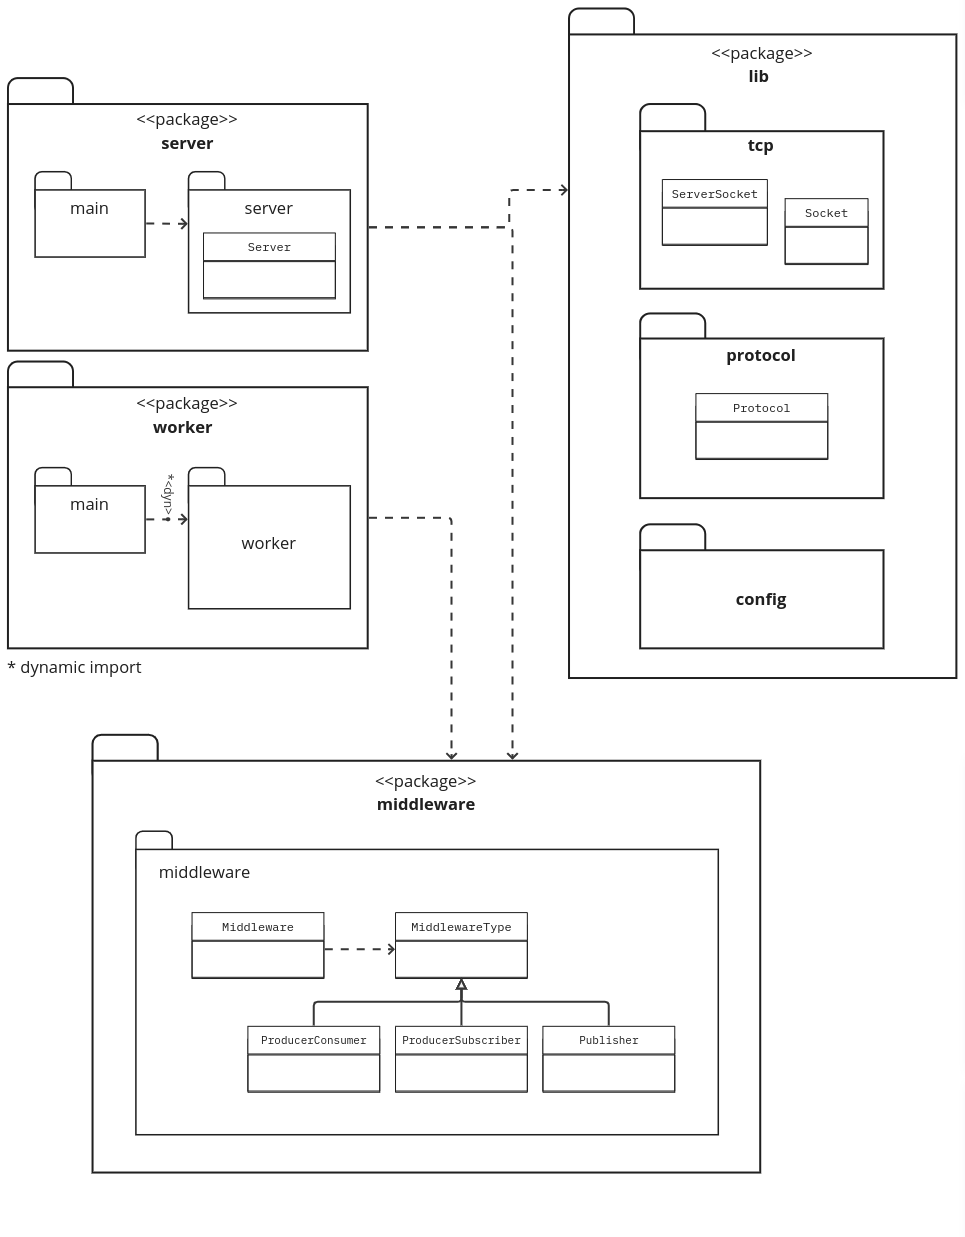 <<package>>
lib
<<package>>
server
main
server
Server
tcp
ServerSocket
Socket
protocol
Protocol
config
<<package>>
worker
main
*<dyn>
worker
* dynamic import
<<package>>
middleware
middleware
Middleware
MiddlewareType
ProducerConsumer
ProducerSubscriber
Publisher